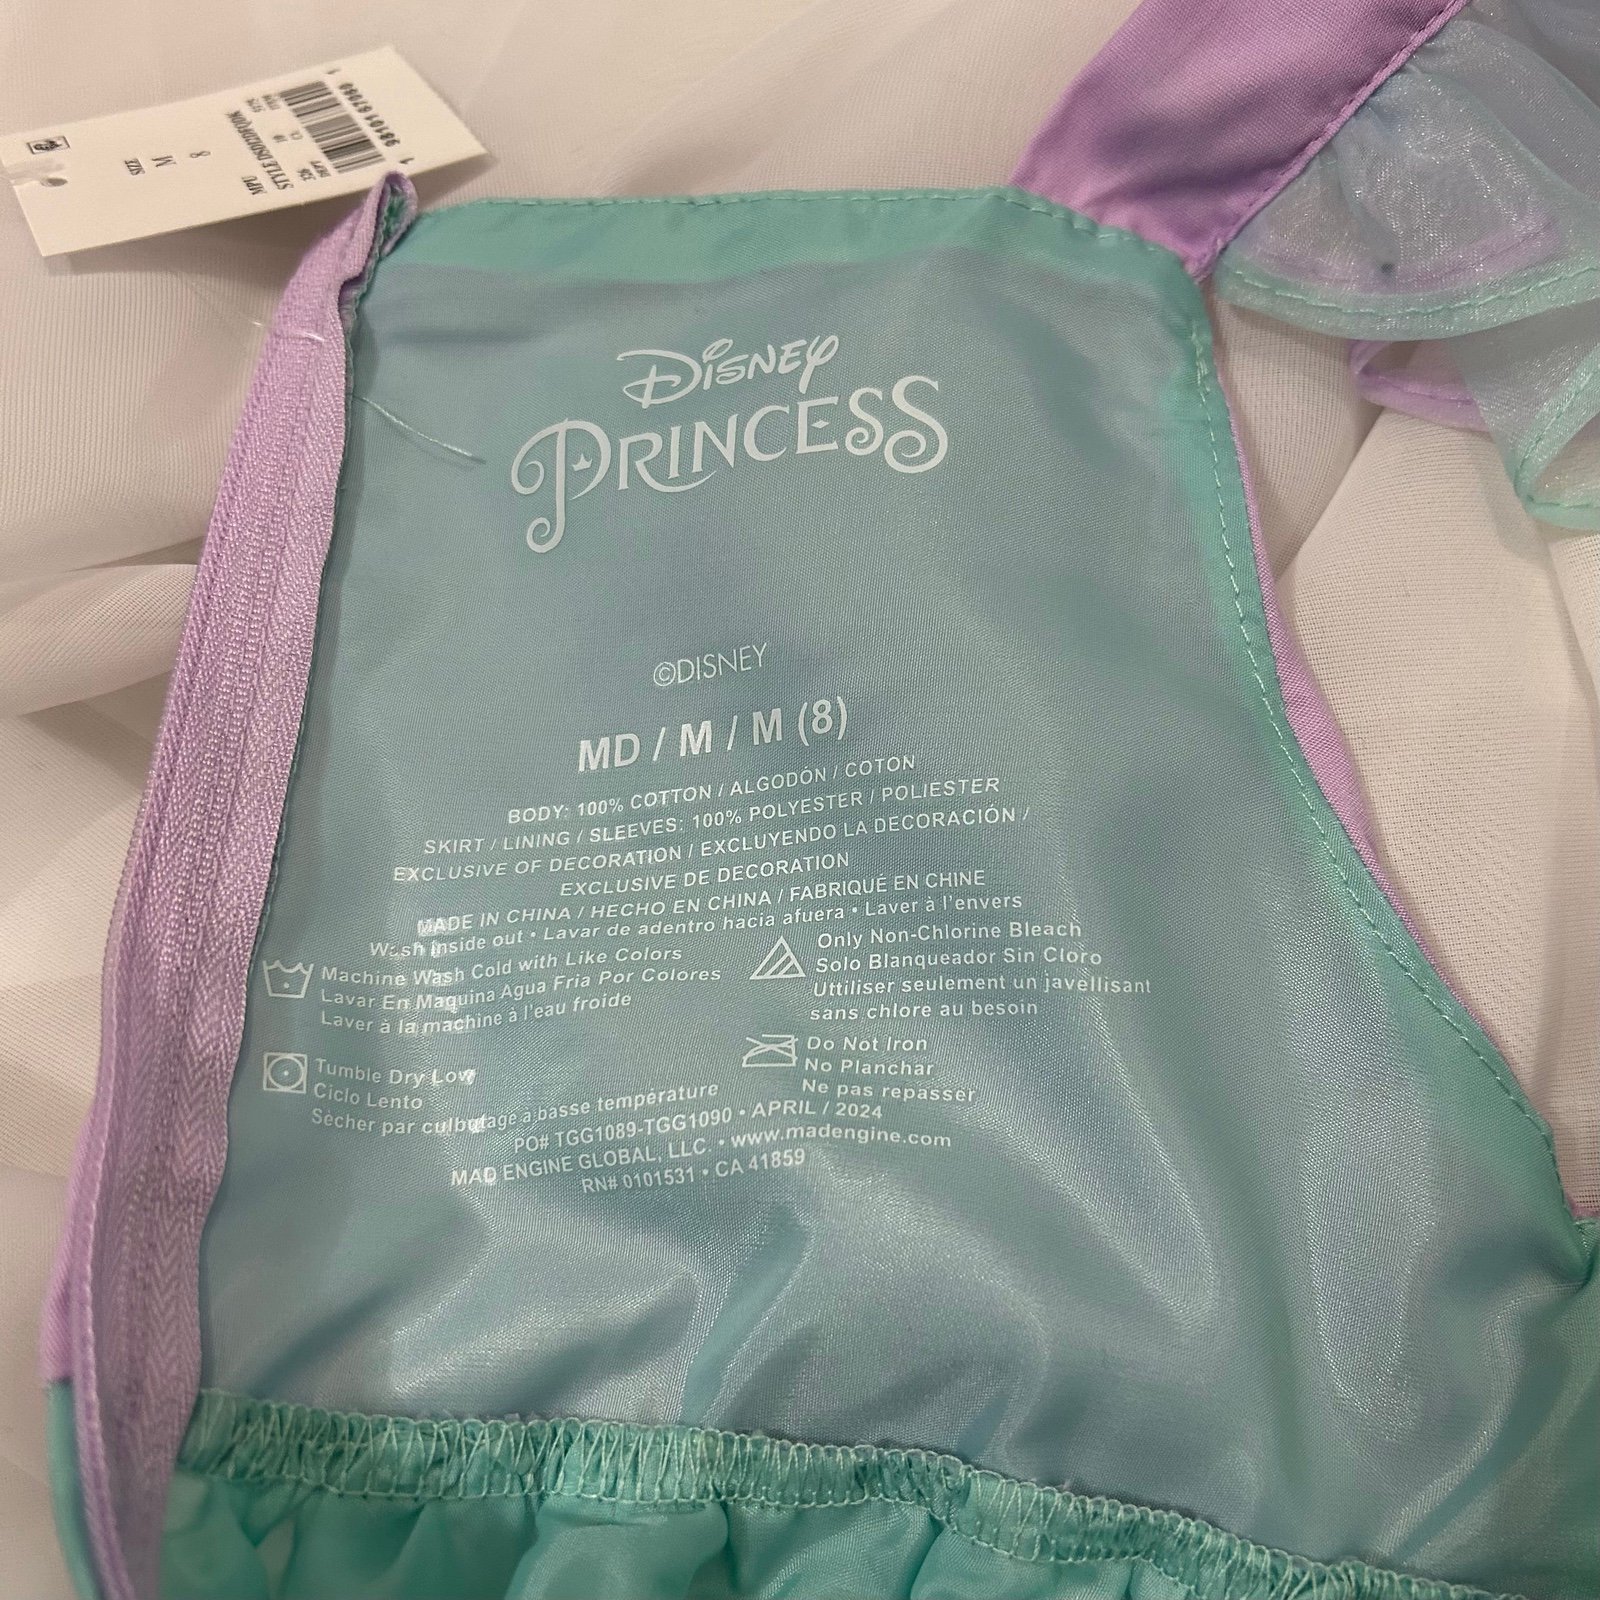 SIZE
M
8
MPU
DISNEY
PRINCESS
©DISNEY
MD / M / M (8)
BODY: 100% COTTON / ALGODÓN / COTON
SKIRT / LINING / SLEEVES: 100% POLYESTER / POLIESTER
EXCLUSIVE OF DECORATION / EXCLUYENDO LA DECORACIÓN /
EXCLUSIVE DE DECORATION
MADE IN CHINA / HECHO EN CHINA / FABRIQUÉ EN CHINE
Wash inside out • Lavar de adentro hacia afuera • Laver à l'envers
Machine Wash Cold with Like Colors
Lavar En Maquina Agua Fria Por Colores
Laver à la machine à l'eau froide
Only Non-Chlorine Bleach
Solo Blanqueador Sin Cloro
Uttiliser seulement un javellisant
sans chlore au besoin
Tumble Dry Low
Ciclo Lento
Sècher par culbutage à basse température
Do Not Iron
No Planchar
Ne pas repasser
PO# TGG1089-TGG1090 • APRIL / 2024
MAD ENGINE GLOBAL, LLC. • www.madengine.com
RN# 0101531 • CA 41859